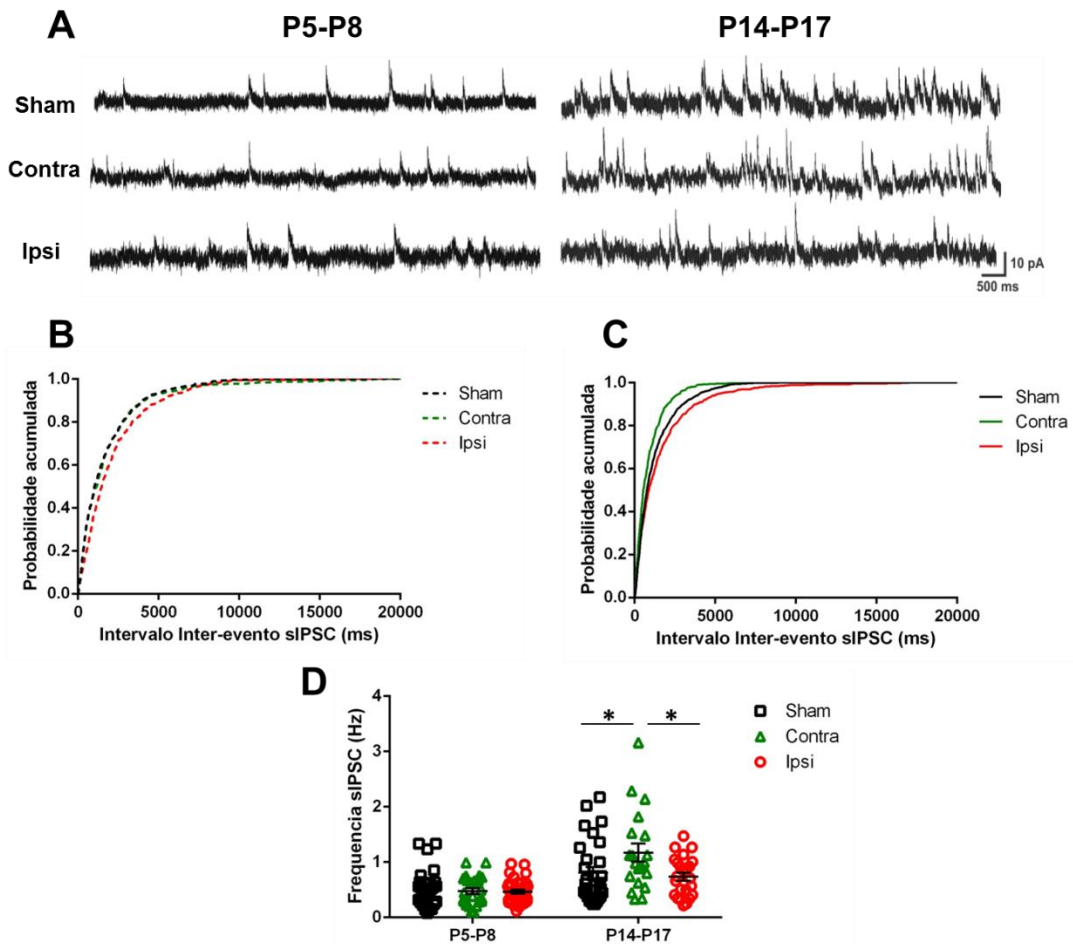 A
P5-P8
P14-P17
Sham
Contra
Ipsi
10 pA
500 ms
B
Probabilidade acumulada
1.0
0.8
0.6
0.4
0.2
0.0
0
5000
10000
15000
20000
Intervalo Inter-evento sIPSC (ms)
Sham
Contra
Ipsi
C
Probabilidade acumulada
1.0
0.8
0.6
0.4
0.2
0.0
0
5000
10000
15000
20000
Intervalo Inter-evento sIPSC (ms)
Sham
Contra
Ipsi
D
Frequencia sIPSC (Hz)
4
3
2
1
0
* *
P5-P8
P14-P17
Sham
Contra
Ipsi